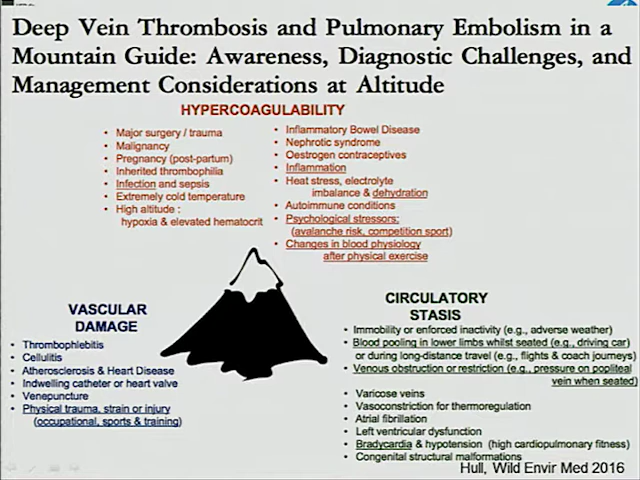 Deep Vein Thrombosis and Pulmonary Embolism in a
Mountain Guide: Awareness, Diagnostic Challenges, and
Management Considerations at Altitude
HYPERCOAGULABILITY
• Major surgery / trauma
• Malignancy
• Pregnancy (post-partum)
• Inherited thrombophilia
• Infection and sepsis
• Extremely cold temperature
• High altitude :
hypoxia & elevated hematocrit
• Inflammatory Bowel Disease
• Nephrotic syndrome
• Oestrogen contraceptives
• Inflammation
• Heat stress, electrolyte
imbalance & dehydration
• Autoimmune conditions
• Psychological stressors:
(avalanche risk, competition sport)
• Changes in blood physiology
after physical exercise
VASCULAR
DAMAGE
• Thrombophlebitis
• Cellulitis
• Atherosclerosis & Heart Disease
• Indwelling catheter or heart valve
• Venepuncture
• Physical trauma, strain or injury
(occupational, sports & training)
CIRCULATORY
STASIS
• Immobility or enforced inactivity (e.g., adverse weather)
• Blood pooling in lower limbs whilst seated (e.g., driving car)
or during long-distance travel (e.g., flights & coach journeys)
• Venous obstruction or restriction (e.g., pressure on popliteal
vein when seated)
• Varicose veins
• Vasoconstriction for thermoregulation
• Atrial fibrillation
• Left ventricular dysfunction
• Bradycardia & hypotension (high cardiopulmonary fitness)
• Congenital structural malformations
Hull, Wild Envir Med 2016